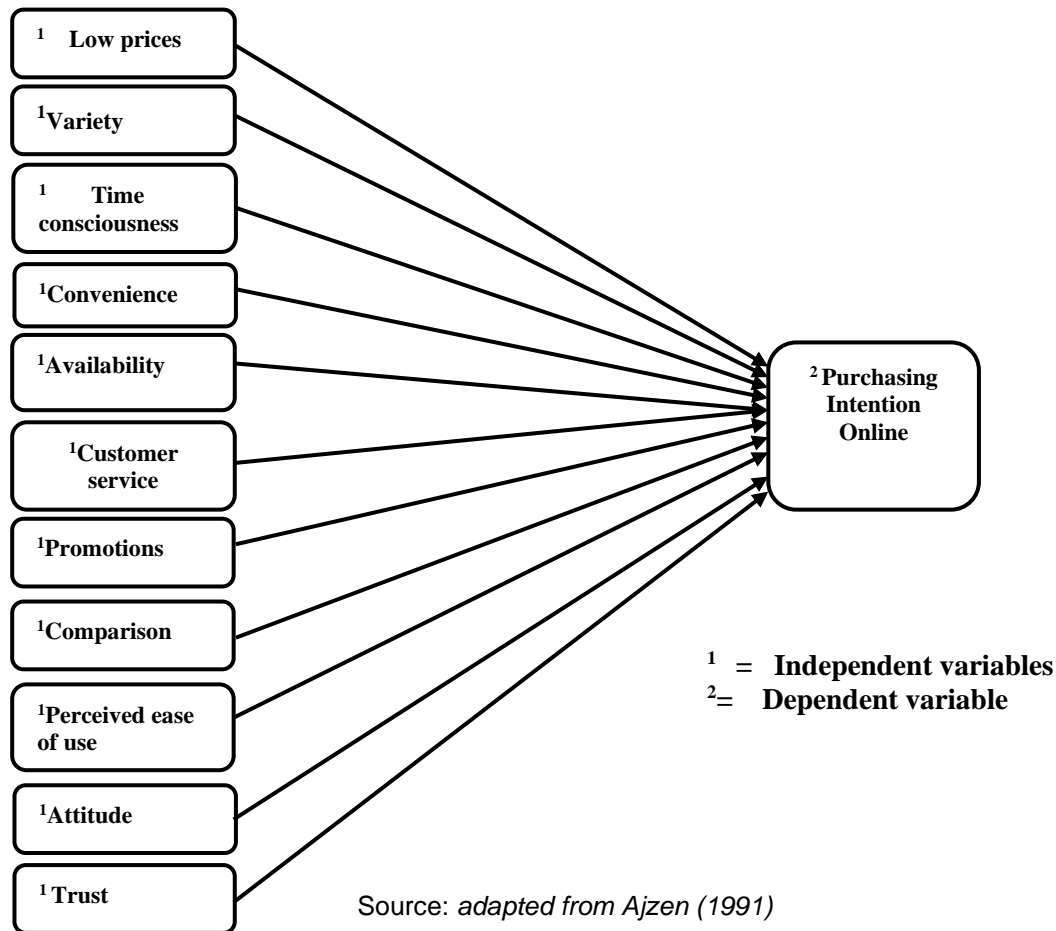 ¹ Low prices
¹Variety
¹ Time
consciousness
¹Convenience
¹Availability
¹Customer
service
¹Promotions
¹Comparison
¹Perceived ease
of use
¹Attitude
¹ Trust
² Purchasing
Intention
Online
¹ = Independent variables
²= Dependent variable
Source: adapted from Ajzen (1991)